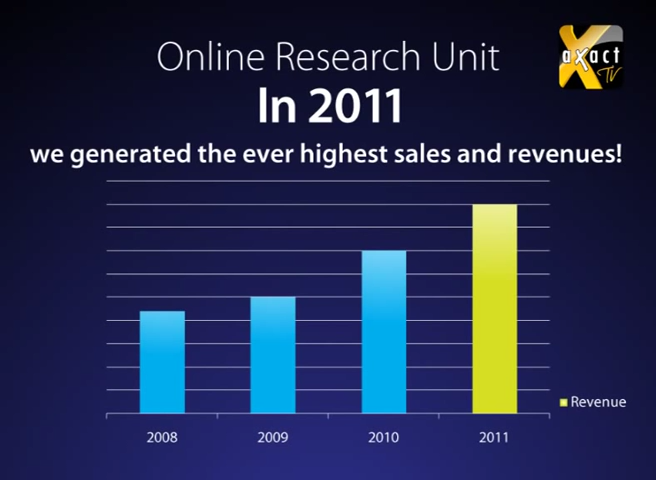 Online Research Unit
In 2011
we generated the ever highest sales and revenues!
axact
TV
Revenue
2008 2009 2010 2011